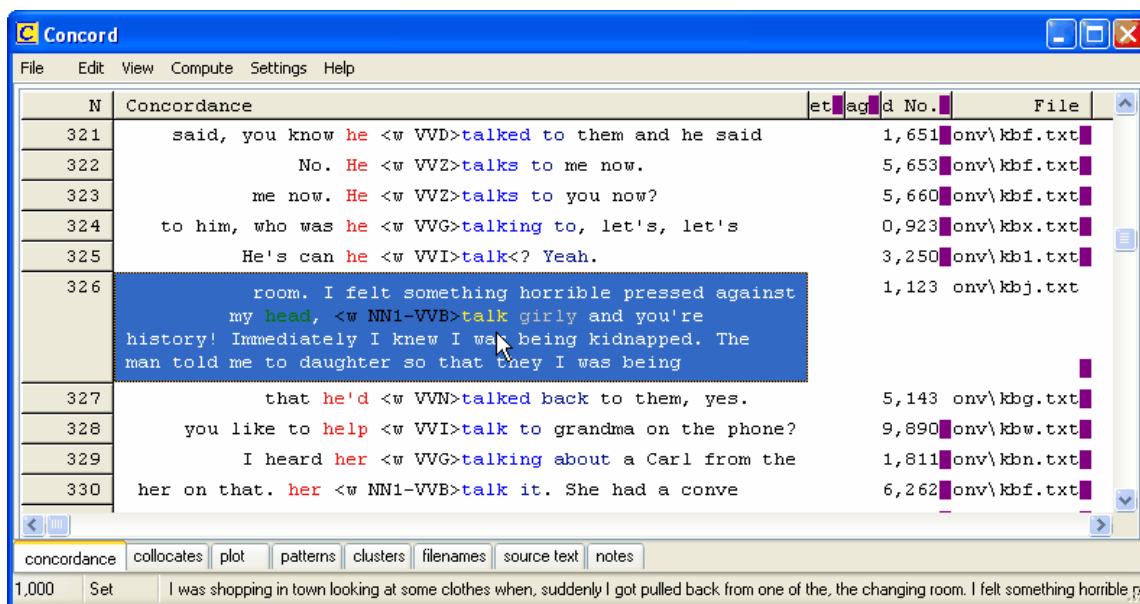 C Concord
File Edit View Compute Settings Help
N Concordance et ag d No. File
321 said, you know he <w VVD>talked to them and he said 1,651 onv\kbf.txt
322 No. He <w VVZ>talks to me now. 5,653 onv\kbf.txt
323 me now. He <w VVZ>talks to you now? 5,660 onv\kbf.txt
324 to him, who was he <w VVG>talking to, let's, let's 0,923 onv\kbx.txt
325 He's can he <w VVI>talk<? Yeah. 3,250 onv\kb1.txt
326 room. I felt something horrible pressed against 1,123 onv\kbj.txt
my head, <w NN1-VVB>talk girly and you're
history! Immediately I knew I was being kidnapped. The
man told me to daughter so that they I was being
327 that he'd <w VVN>talked back to them, yes. 5,143 onv\kbg.txt
328 you like to help <w VVI>talk to grandma on the phone? 9,890 onv\kbw.txt
329 I heard her <w VVG>talking about a Carl from the 1,811 onv\kbn.txt
330 her on that. her <w NN1-VVB>talk it. She had a conve 6,262 onv\kbf.txt
concordance collocates plot patterns clusters filenames source text notes
1,000 Set I was shopping in town looking at some clothes when, suddenly I got pulled back from one of the, the changing room. I felt something horrible